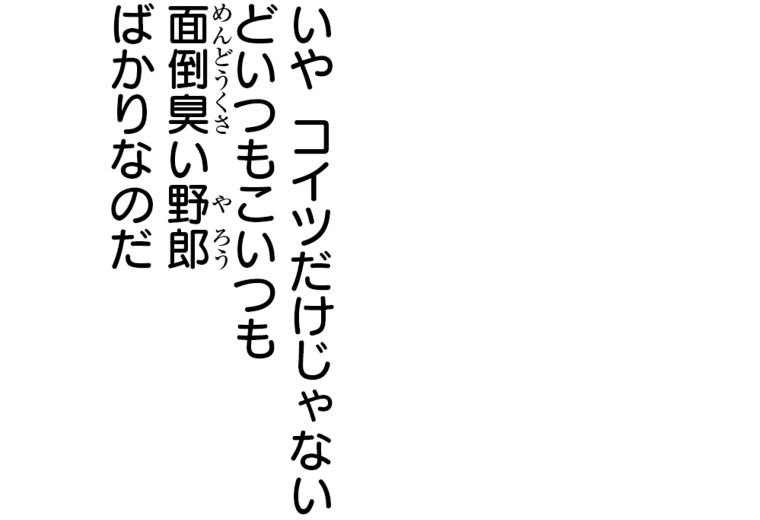 いや コイツだけじゃない
どいつもこいつも
面倒臭い野郎
ばかりなのだ